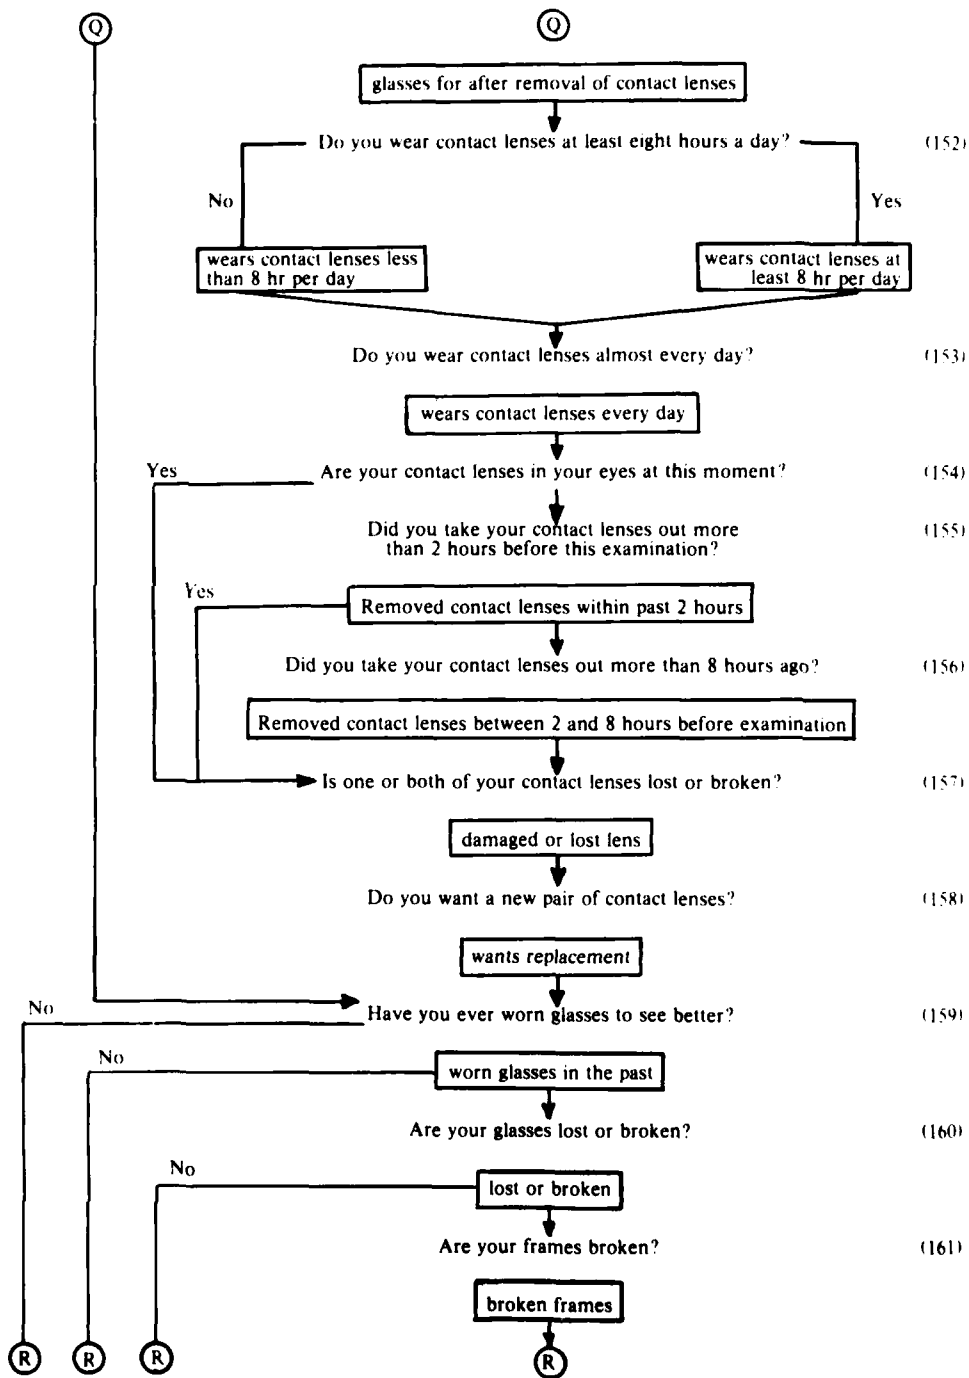 Q Q
glasses for after removal of contact lenses
Do you wear contact lenses at least eight hours a day? (152)
No Yes
wears contact lenses less
than 8 hr per day
wears contact lenses at
least 8 hr per day
Do you wear contact lenses almost every day? (153)
wears contact lenses every day
Yes Are your contact lenses in your eyes at this moment? (154)
Did you take your contact lenses out more
than 2 hours before this examination? (155)
Yes
Removed contact lenses within past 2 hours
Did you take your contact lenses out more than 8 hours ago? (156)
Removed contact lenses between 2 and 8 hours before examination
Is one or both of your contact lenses lost or broken? (157)
damaged or lost lens
Do you want a new pair of contact lenses? (158)
wants replacement
No Have you ever worn glasses to see better? (159)
No
worn glasses in the past
Are your glasses lost or broken? (160)
No
lost or broken
Are your frames broken? (161)
broken frames
R R R R